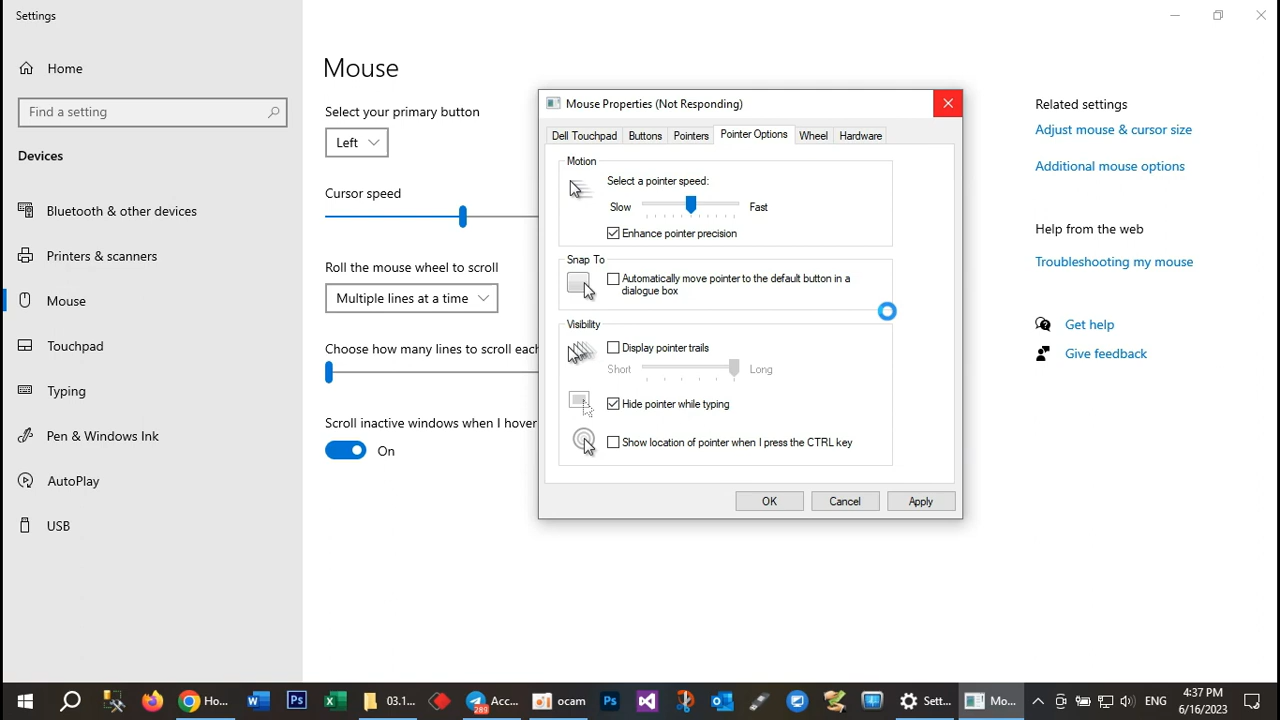 Settings
Home
Find a setting
Devices
Bluetooth & other devices
Printers & scanners
Mouse
Touchpad
Typing
Pen & Windows Ink
AutoPlay
USB
Mouse
Select your primary button
Left
Cursor speed
Roll the mouse wheel to scroll
Multiple lines at a time
Choose how many lines to scroll each
Scroll inactive windows when I hover
On
Mouse Properties (Not Responding)
Dell Touchpad Buttons Pointers Pointer Options Wheel Hardware
Motion
Select a pointer speed:
Slow Fast
Enhance pointer precision
Snap To
Automatically move pointer to the default button in a
dialogue box
Visibility
Display pointer trails
Short Long
Hide pointer while typing
Show location of pointer when I press the CTRL key
OK Cancel Apply
Related settings
Adjust mouse & cursor size
Additional mouse options
Help from the web
Troubleshooting my mouse
Get help
Give feedback
Ho... Ps 03.1... 289 Acc... ocam Ps Sett... Mo... ENG
4:37 PM
6/16/2023